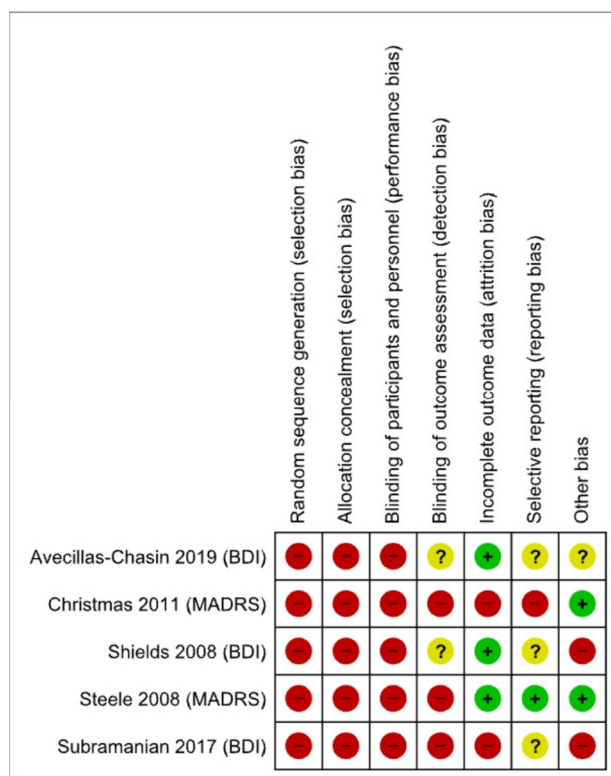 Random sequence generation (selection bias)
Allocation concealment (selection bias)
Blinding of participants and personnel (performance bias)
Blinding of outcome assessment (detection bias)
Incomplete outcome data (attrition bias)
Selective reporting (reporting bias)
Other bias
Avecillas-Chasin 2019 (BDI) - - - ? + ? ?
Christmas 2011 (MADRS) - - - - - - +
Shields 2008 (BDI) - - - ? + ? -
Steele 2008 (MADRS) - - - - + + +
Subramanian 2017 (BDI) - - - - - ? -